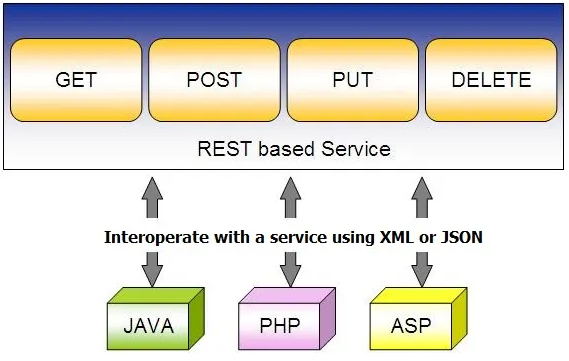 GET POST PUT DELETE
REST based Service
Interoperate with a service using XML or JSON
JAVA PHP ASP